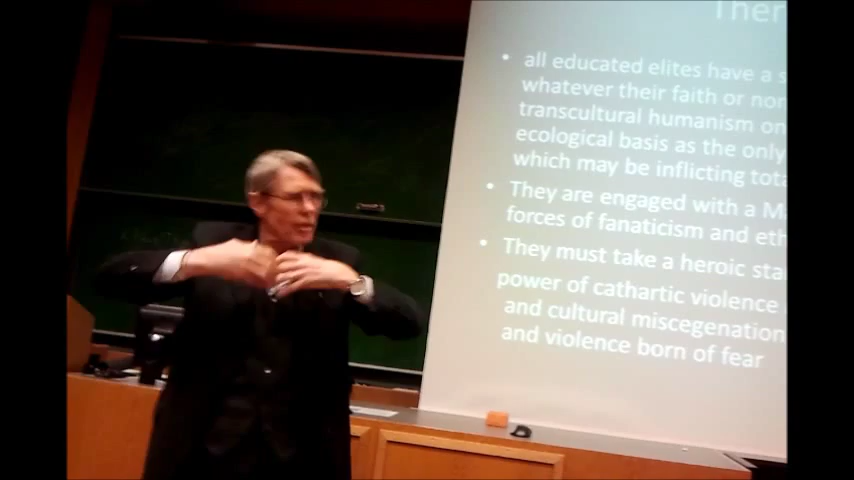 Ther
• all educated elites have a s
whatever their faith or nor
transcultural humanism on
ecological basis as the only
which may be inflicting tota
• They are engaged with a Ma
forces of fanaticism and eth
• They must take a heroic sta
power of cathartic violence
and cultural miscegenation
and violence born of fear